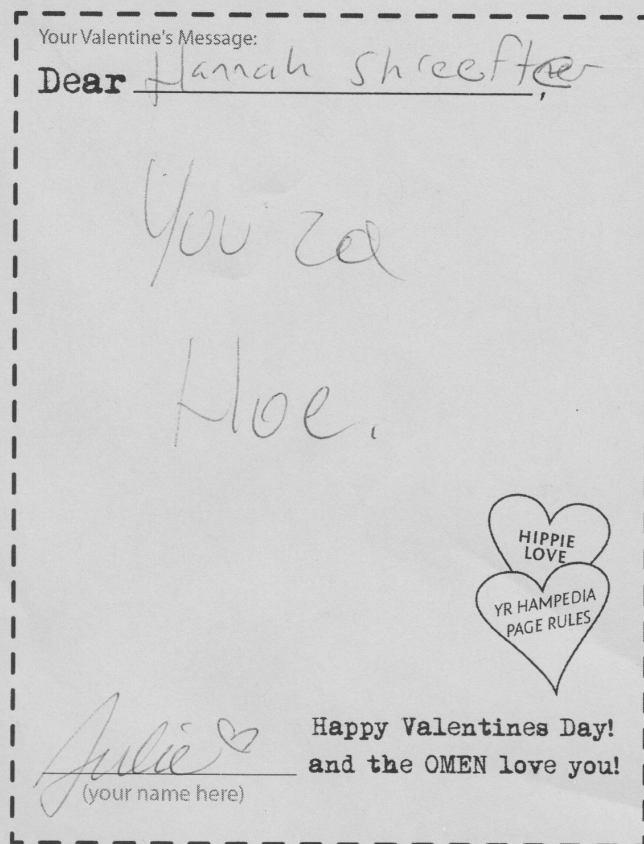 Your Valentine's Message:
Dear Hannah Shreefter,
You'ra
Hoe.
HIPPIE
LOVE
YR HAMPEDIA
PAGE RULES
Julie
(your name here)
Happy Valentines Day!
and the OMEN love you!